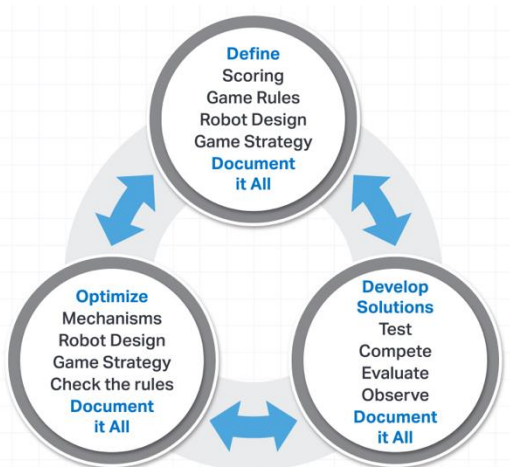 Define
Scoring
Game Rules
Robot Design
Game Strategy
Document
it All
Optimize
Mechanisms
Robot Design
Game Strategy
Check the rules
Document
it All
Develop
Solutions
Test
Compete
Evaluate
Observe
Document
it All